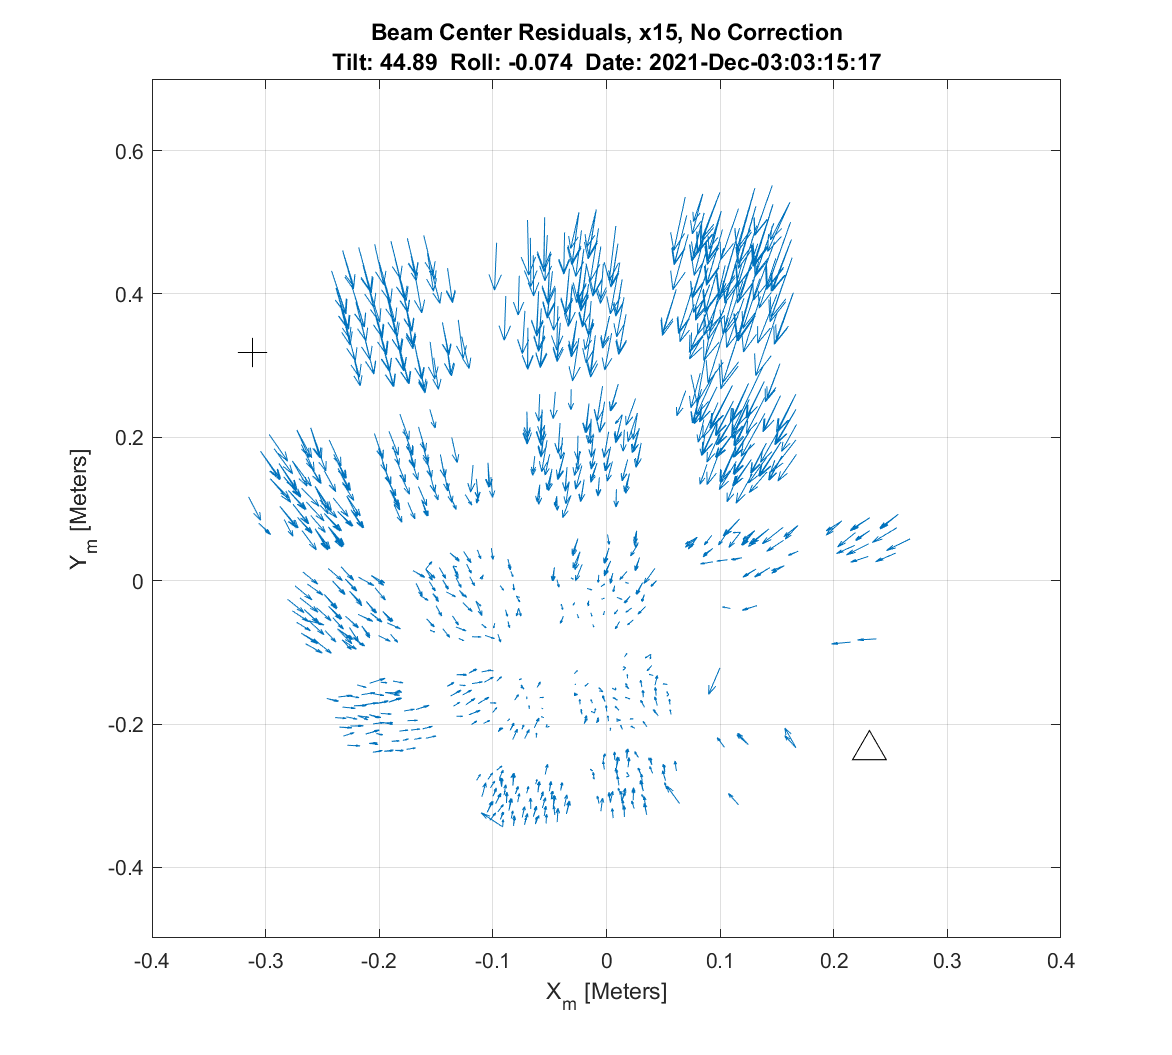 Beam Center Residuals, x15, No Correction
Tilt: 44.89 Roll: -0.074 Date: 2021-Dec-03:03:15:17
0.6
0.4
0.2
0
-0.2
-0.4
Y_m [Meters]
-0.4 -0.3 -0.2 -0.1 0 0.1 0.2 0.3 0.4
X_m [Meters]